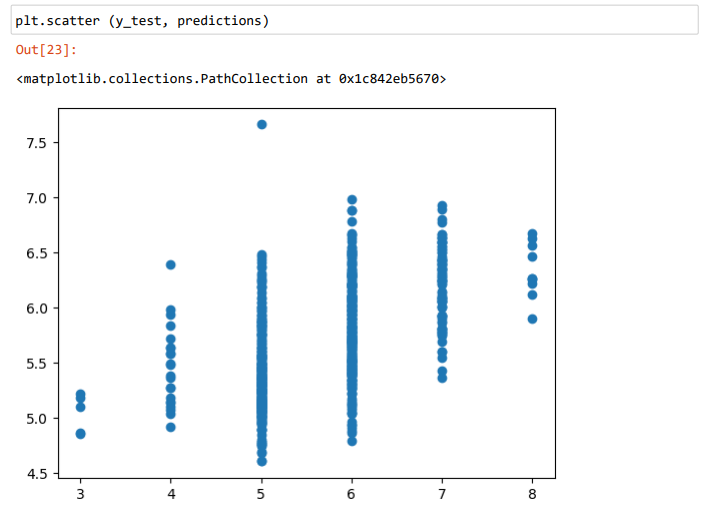 plt.scatter (y_test, predictions)
Out[23]:
<matplotlib.collections.PathCollection at 0x1c842eb5670>
7.5
7.0
6.5
6.0
5.5
5.0
4.5
3 4 5 6 7 8